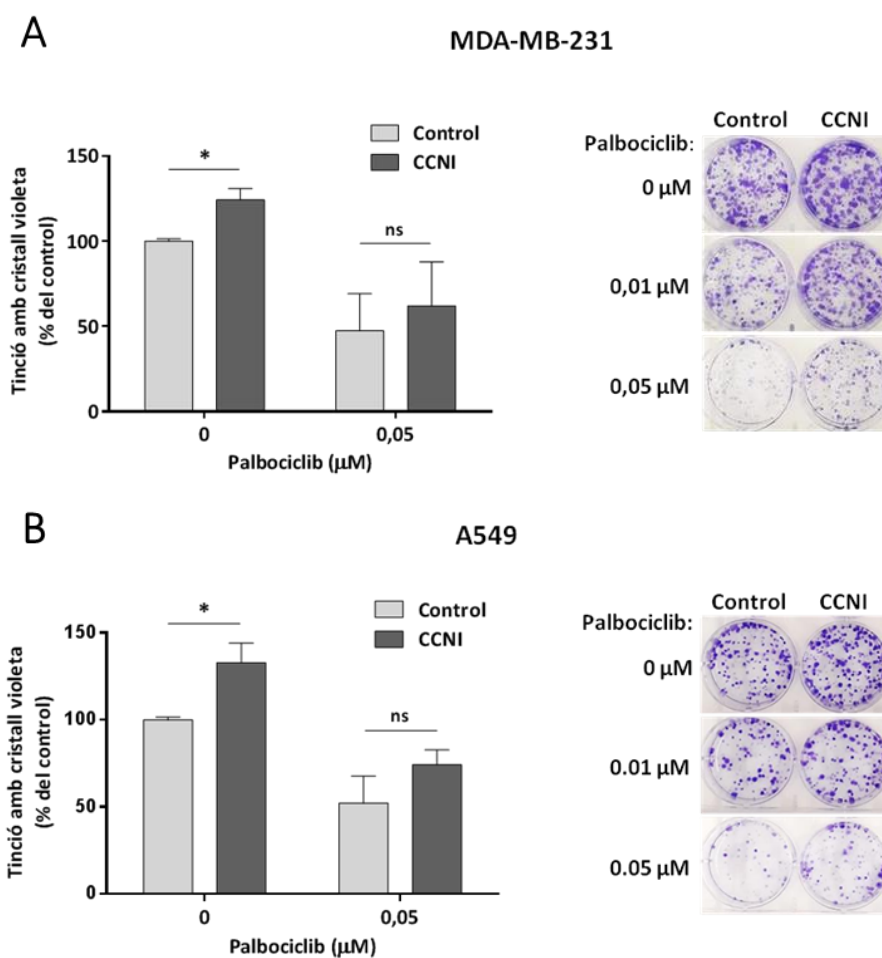 A
MDA-MB-231
Control
CCNI
Tinció amb cristall violeta
(% del control)
150
100
50
0
*
ns
0
0,05
Palbociclib (µM)
Control
CCNI
Palbociclib:
0 µM
0,01 µM
0,05 µM
B
A549
Control
CCNI
Tinció amb cristall violeta
(% del control)
150
100
50
0
*
ns
0
0,05
Palbociclib (µM)
Control
CCNI
Palbociclib:
0 µM
0.01 µM
0.05 µM